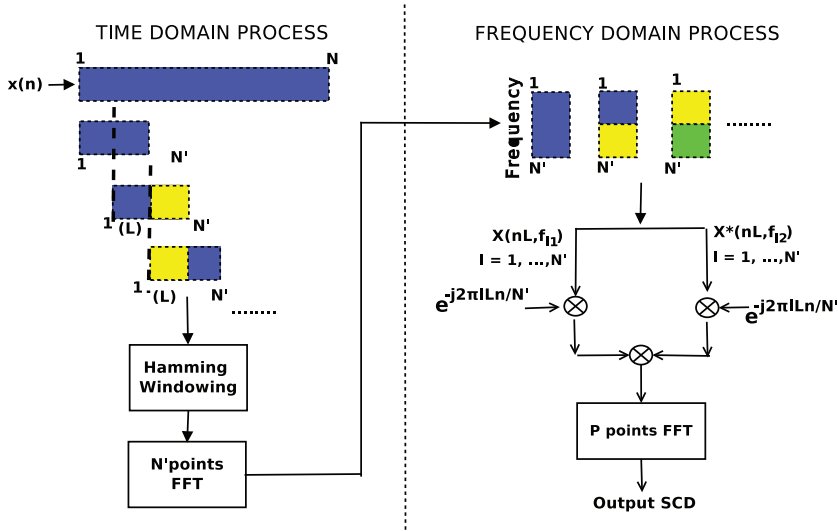 TIME DOMAIN PROCESS
1 N
x(n)
1 N'
1 (L) N'
1 (L) N'
........
Hamming
Windowing
N'points
FFT
FREQUENCY DOMAIN PROCESS
Frequency
1 1 1
N' N' N'
........
X(nL,fl1)
l = 1, ...,N'
X*(nL,fl2)
l = 1, ...,N'
e-j2πlLn/N'
e-j2πlLn/N'
P points FFT
Output SCD